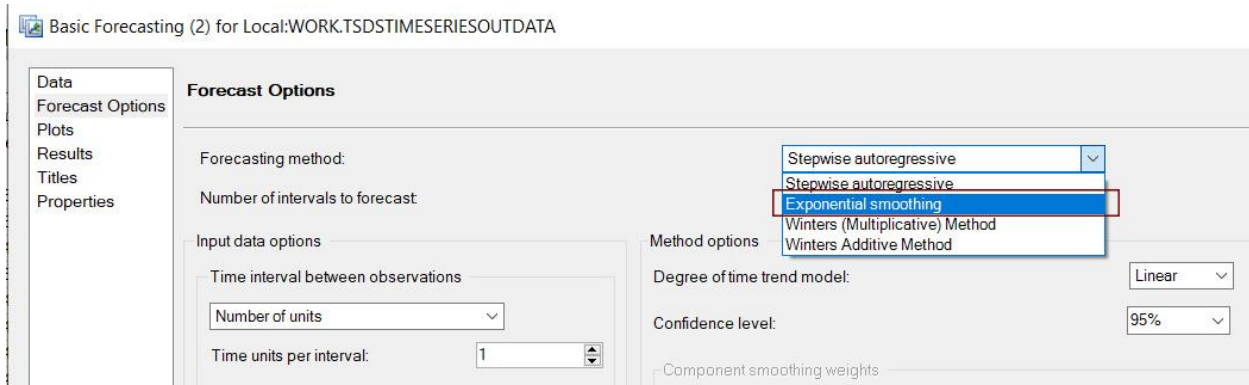 Basic Forecasting (2) for Local:WORK.TSDSTIMESERIESOUTDATA
Data
Forecast Options
Plots
Results
Titles
Properties
Forecast Options
Forecasting method:
Stepwise autoregressive
Stepwise autoregressive
Exponential smoothing
Winters (Multiplicative) Method
Winters Additive Method
Number of intervals to forecast:
Input data options
Time interval between observations
Number of units
Time units per interval:
1
Method options
Degree of time trend model:
Linear
Confidence level:
95%
Component smoothing weights